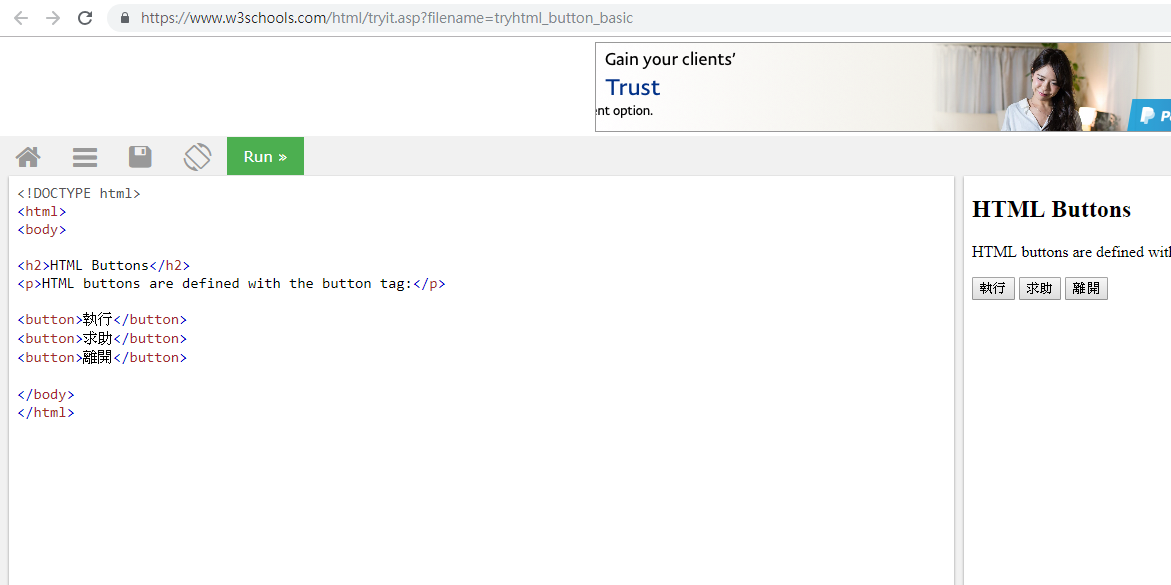 https://www.w3schools.com/html/tryit.asp?filename=tryhtml_button_basic
Gain your clients’
Trust
nt option.
Run »
<!DOCTYPE html>
<html>
<body>
<h2>HTML Buttons</h2>
<p>HTML buttons are defined with the button tag:</p>
<button>執行</button>
<button>求助</button>
<button>離開</button>
</body>
</html>
HTML Buttons
HTML buttons are defined with
執行 求助 離開